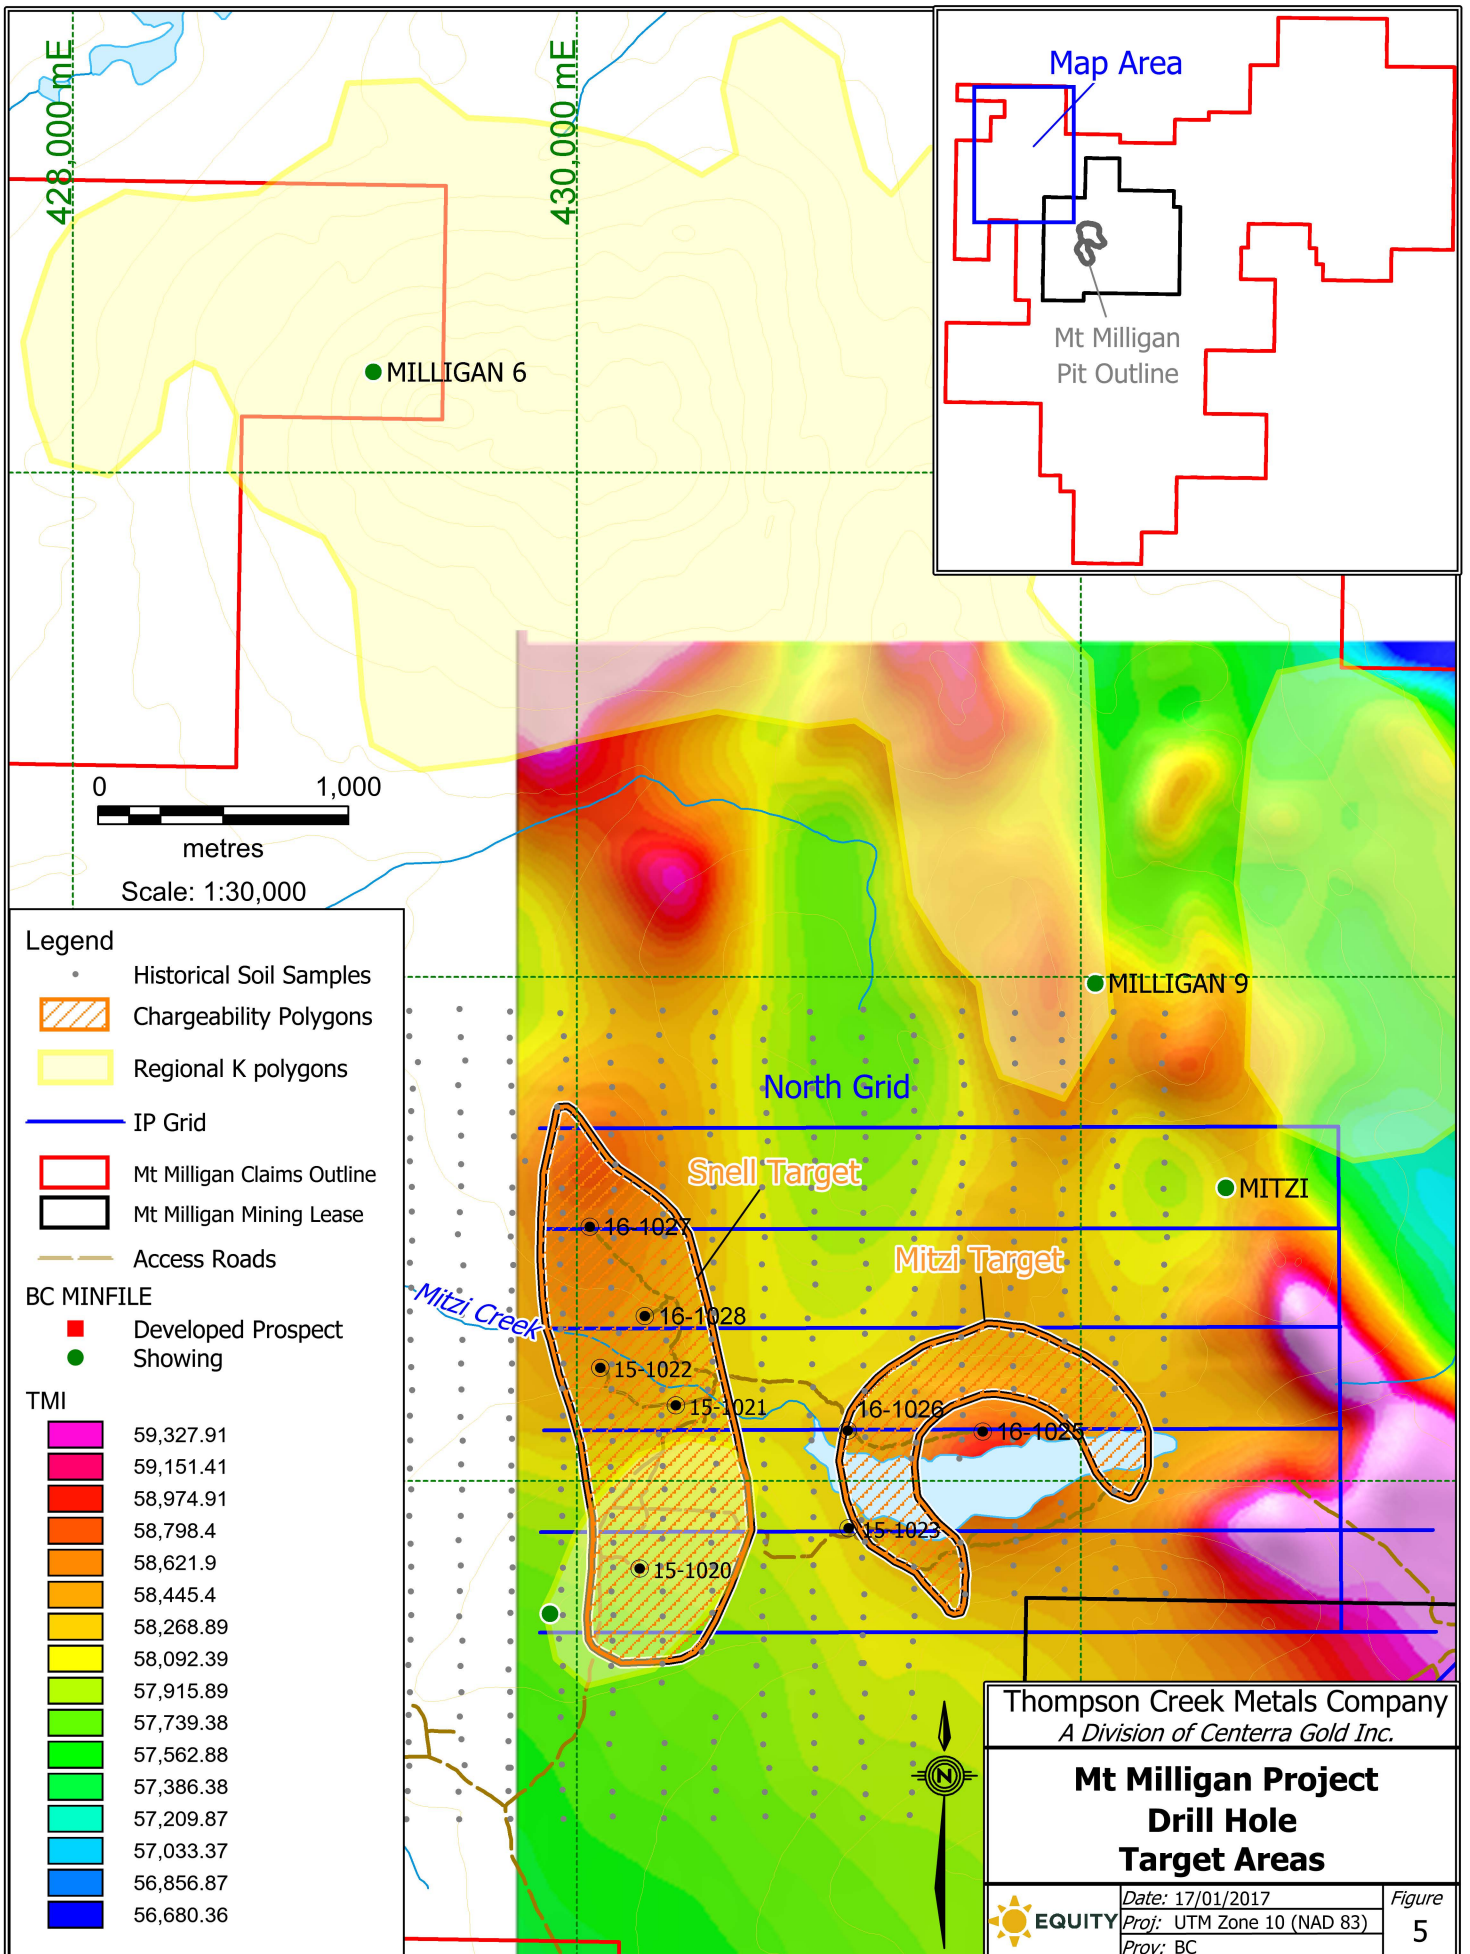 428,000 mE
430,000 mE
Map Area
Mt Milligan
Pit Outline
MILLIGAN 6
0 1,000
metres
Scale: 1:30,000
Legend
Historical Soil Samples
Chargeability Polygons
Regional K polygons
IP Grid
Mt Milligan Claims Outline
Mt Milligan Mining Lease
Access Roads
BC MINFILE
Developed Prospect
Showing
TMI
59,327.91
59,151.41
58,974.91
58,798.4
58,621.9
58,445.4
58,268.89
58,092.39
57,915.89
57,739.38
57,562.88
57,386.38
57,209.87
57,033.37
56,856.87
56,680.36
MILLIGAN 9
North Grid
Snell Target
MITZI
16-1027
Mitzi Target
Mitzi Creek
16-1028
15-1022
15-1021
16-1026
16-1025
15-1023
15-1020
N
Thompson Creek Metals Company
A Division of Centerra Gold Inc.
Mt Milligan Project
Drill Hole
Target Areas
EQUITY
Date: 17/01/2017
Proj: UTM Zone 10 (NAD 83)
Prov: BC
Figure
5